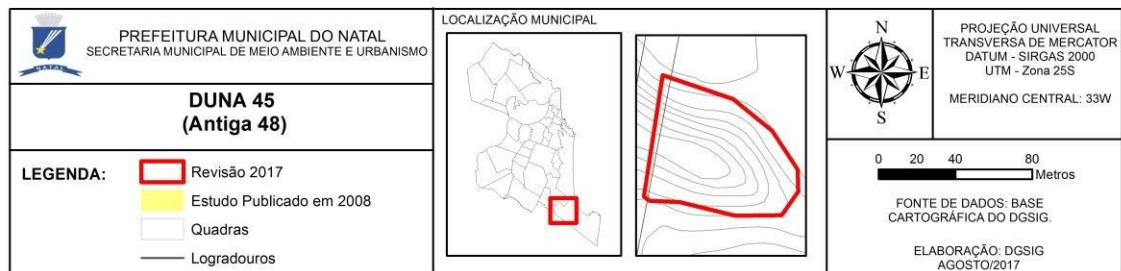 NATAL
PREFEITURA MUNICIPAL DO NATAL
SECRETARIA MUNICIPAL DE MEIO AMBIENTE E URBANISMO
DUNA 45
(Antiga 48)
LEGENDA:
Revisão 2017
Estudo Publicado em 2008
Quadras
Logradouros
LOCALIZAÇÃO MUNICIPAL
N
W
E
S
PROJEÇÃO UNIVERSAL
TRANSVERSA DE MERCATOR
DATUM - SIRGAS 2000
UTM - Zona 25S
MERIDIANO CENTRAL: 33W
0 20 40 80
Metros
FONTE DE DADOS: BASE
CARTOGRÁFICA DO DGSIG.
ELABORAÇÃO: DGSIG
AGOSTO/2017